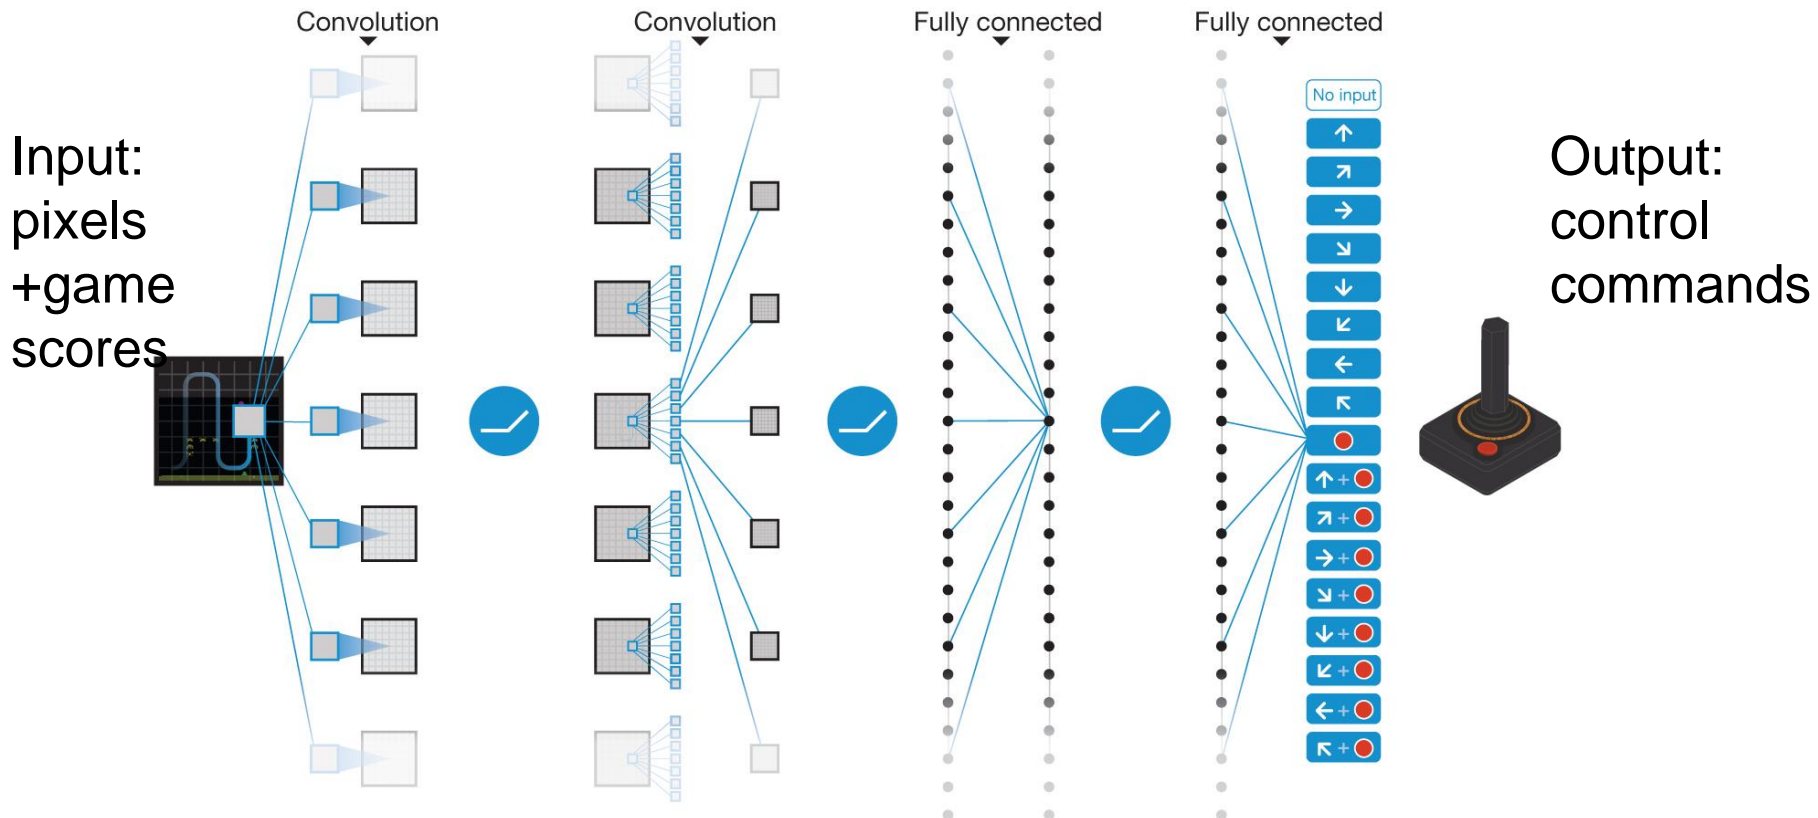 Convolution
Convolution
Fully connected
Fully connected
Input:
pixels
+game
scores
No input
+
+
+
+
+
+
+
+
Output:
control
commands